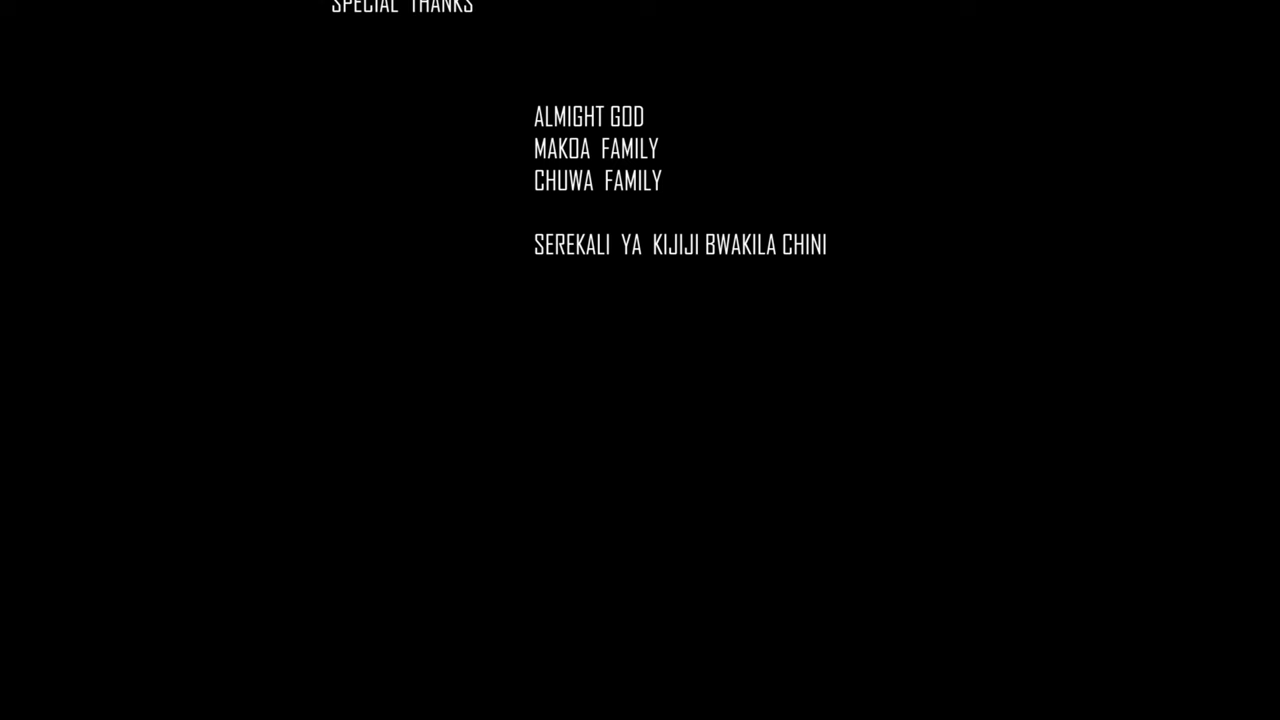 SPECIAL THANKS
ALMIGHT GOD
MAKOA FAMILY
CHUWA FAMILY
SEREKALI YA KIJIJI BWAKILA CHINI